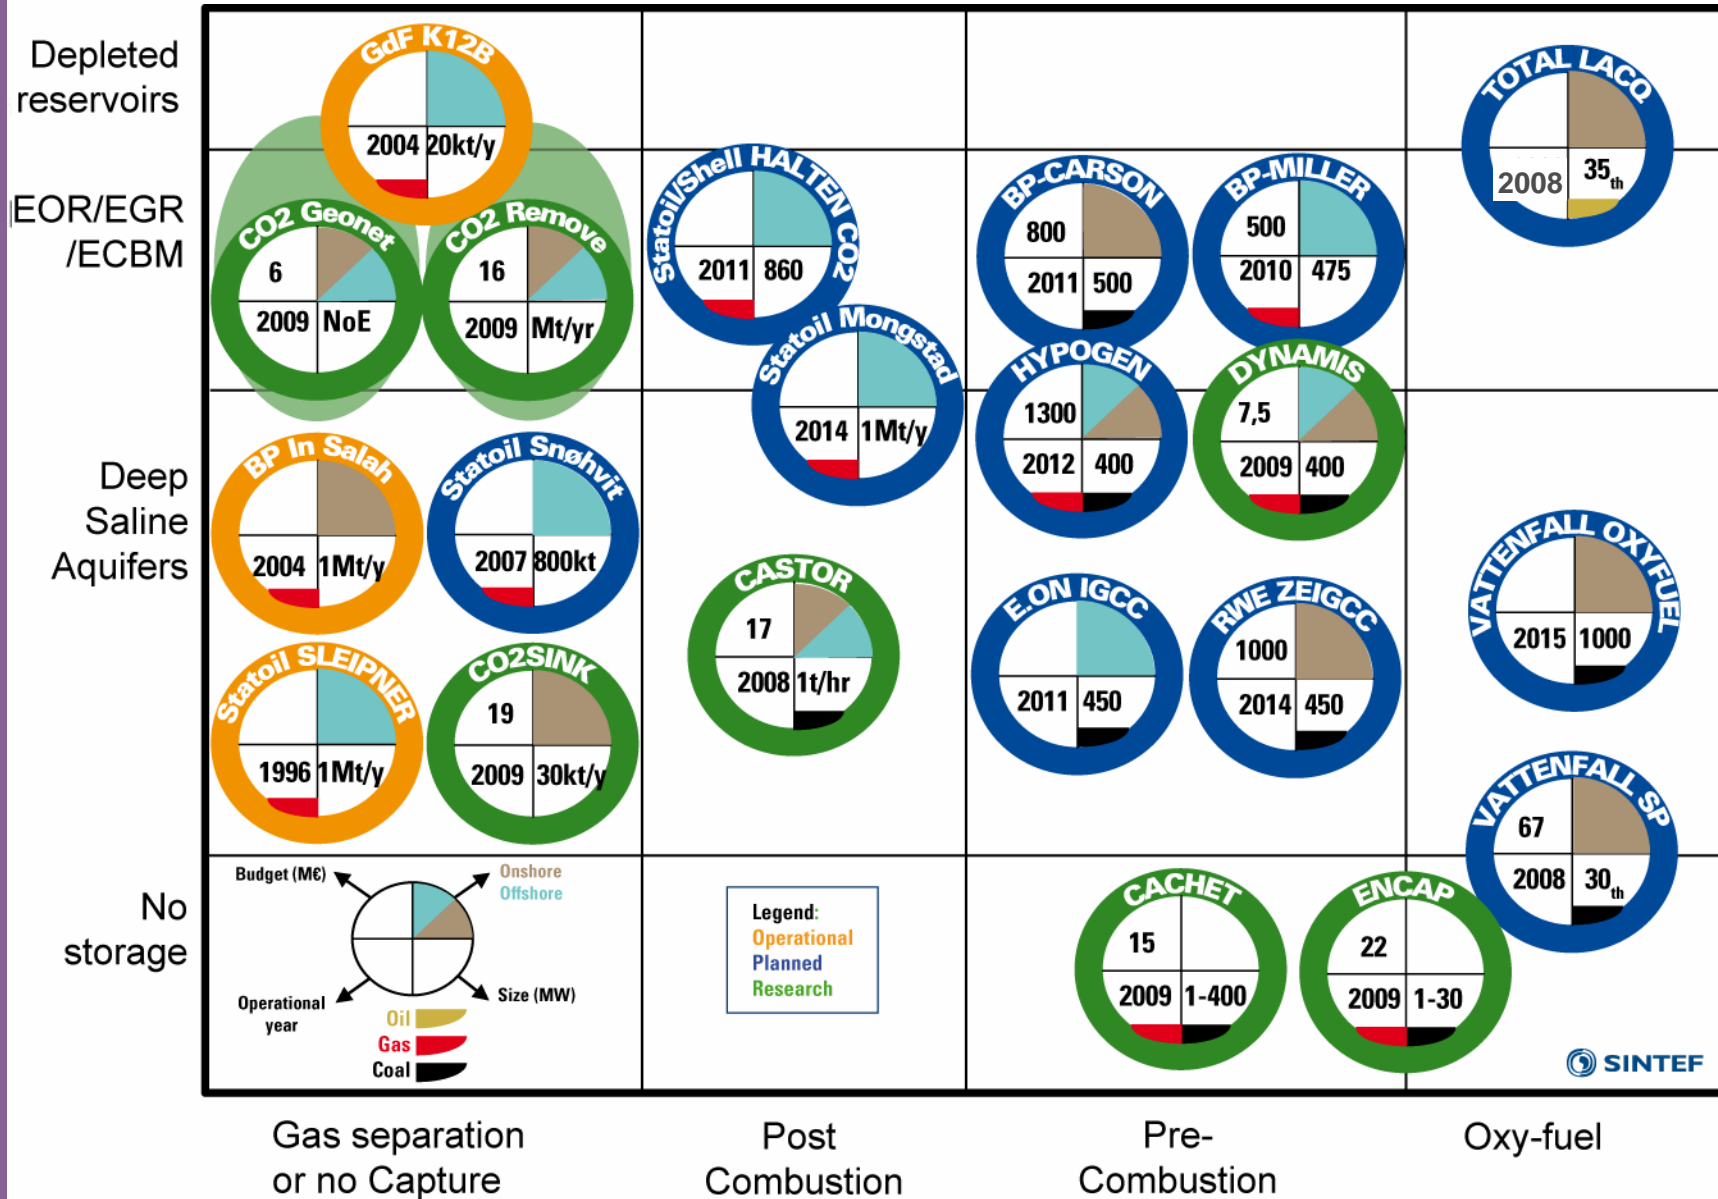 Depleted
reservoirs
EOR/EGR
/ECBM
Deep
Saline
Aquifers
No
storage
GdF K12B
2004 20kt/y
CO2 Geonet
6
2009 NoE
CO2 Remove
16
2009 Mt/yr
BP In Salah
2004 1Mt/y
Statoil Snøhvit
2007 800kt
Statoil SLEIPNER
1996 1Mt/y
CO2SINK
19
2009 30kt/y
Statoil/Shell HALTEN CO2
2011 860
Statoil Mongstad
2014 1Mt/y
CASTOR
17
2008 1t/hr
BP-CARSON
800
2011 500
BP-MILLER
500
2010 475
HYPOGEN
1300
2012 400
DYNAMIS
7,5
2009 400
E.ON IGCC
2011 450
RWE ZEIGCC
1000
2014 450
CACHET
15
2009 1-400
ENCAP
22
2009 1-30
TOTAL LACQ
2008 35th
VATTENFALL OXYFUEL
2015 1000
VATTENFALL SP
67
2008 30th
Budget (M€)
Onshore
Offshore
Operational
year
Size (MW)
Oil
Gas
Coal
Legend:
Operational
Planned
Research
SINTEF
Gas separation
or no Capture
Post
Combustion
Pre-
Combustion
Oxy-fuel